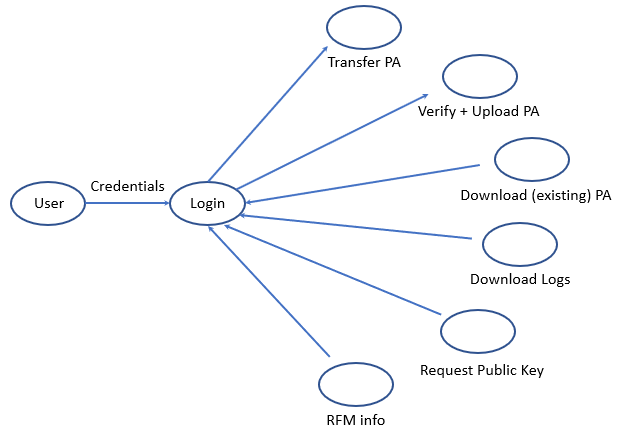 Transfer PA
Verify + Upload PA
Credentials
User
Login
Download (existing) PA
Download Logs
Request Public Key
RFM info